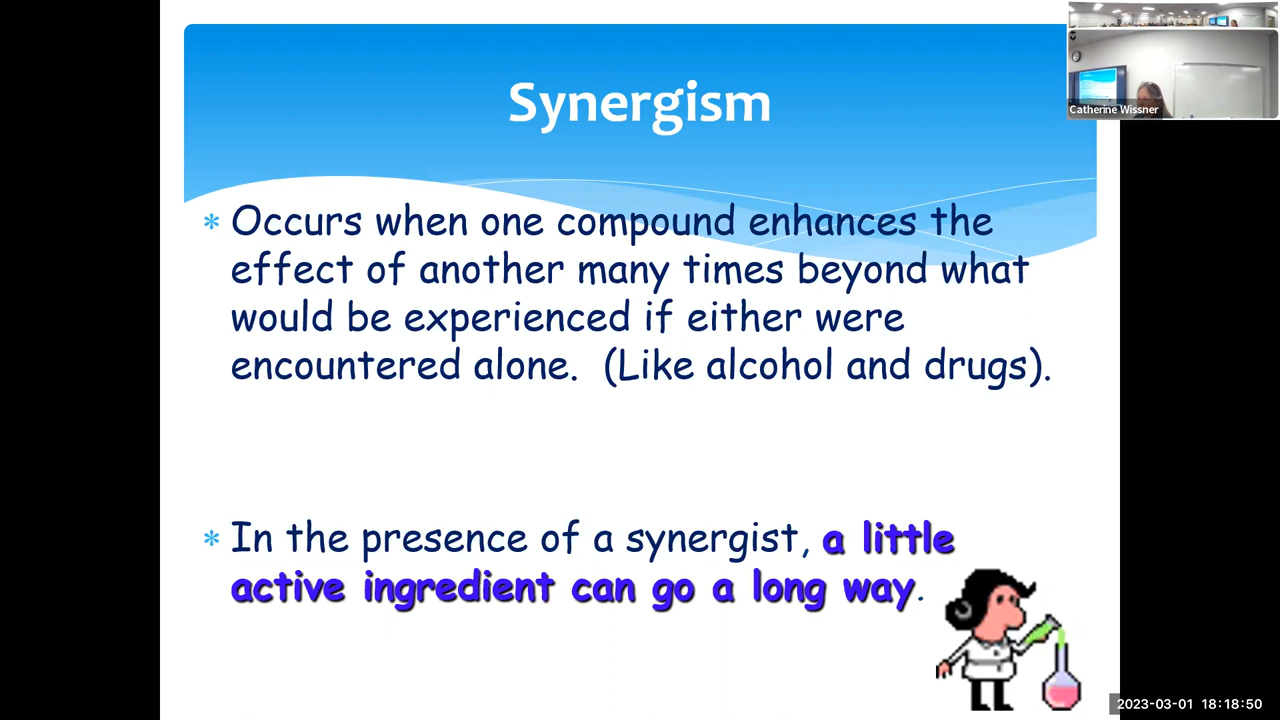 Synergism
Catherine Wissner
* Occurs when one compound enhances the
effect of another many times beyond what
would be experienced if either were
encountered alone.  (Like alcohol and drugs).
* In the presence of a synergist, a little
active ingredient can go a long way.
2023-03-01 18:18:50